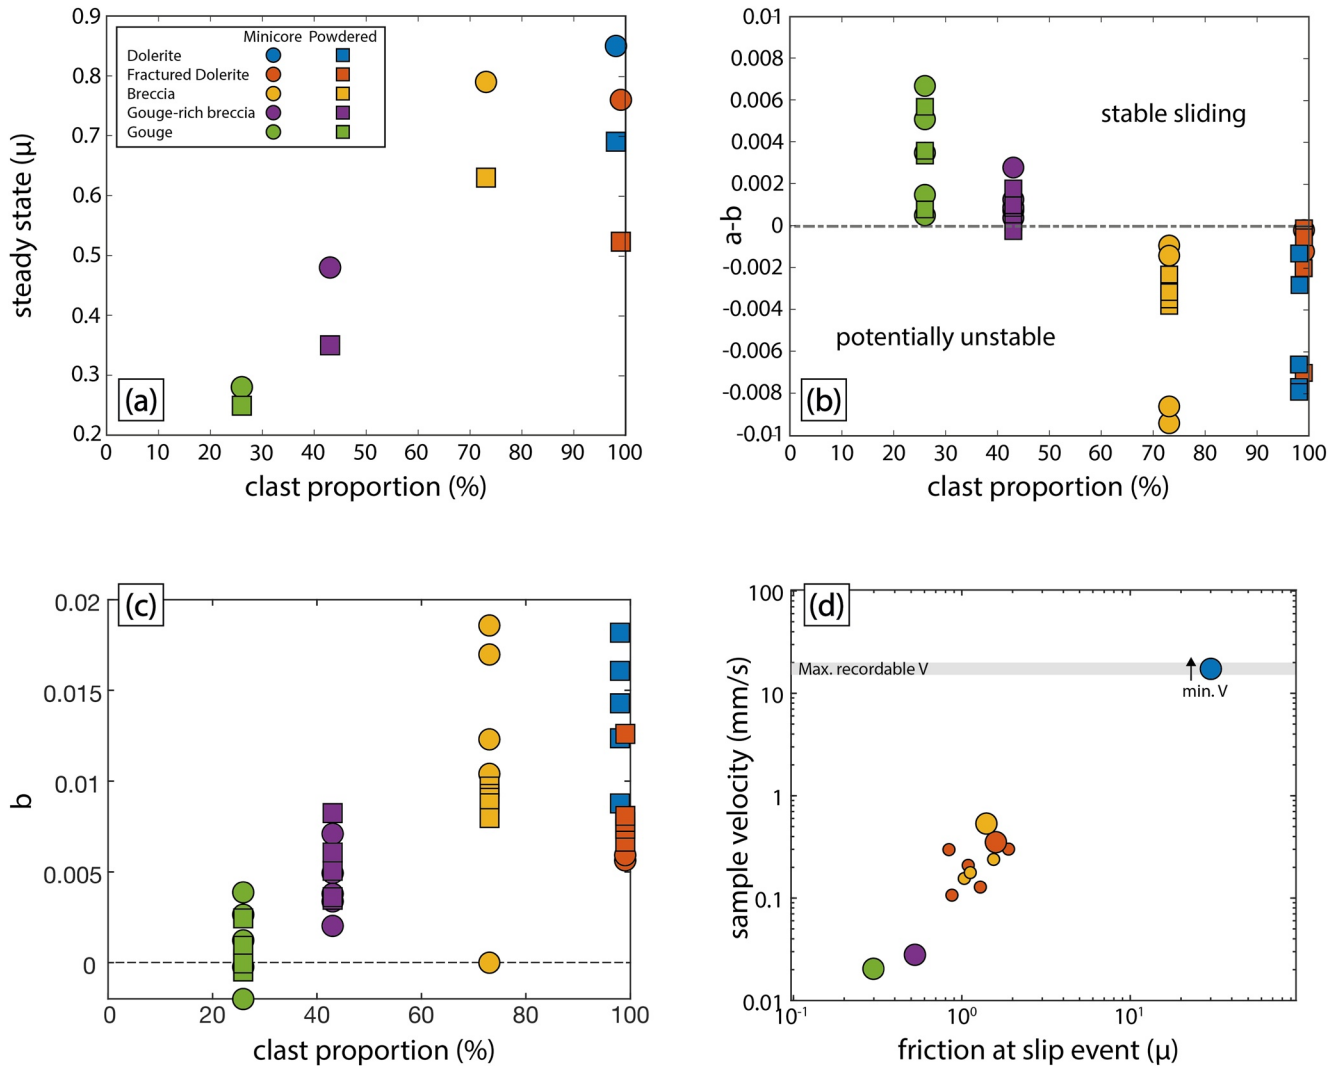 0.9
0.8
0.7
0.6
0.5
0.4
0.3
0.2
steady state (μ)
Minicore Powdered
Dolerite
Fractured Dolerite
Breccia
Gouge-rich breccia
Gouge
(a)
0 10 20 30 40 50 60 70 80 90 100
clast proportion (%)
0.01
0.008
0.006
0.004
0.002
0
-0.002
-0.004
-0.006
-0.008
-0.01
a-b
stable sliding
potentially unstable
(b)
0 10 20 30 40 50 60 70 80 90 100
clast proportion (%)
0.02
0.015
0.01
0.005
0
b
(c)
0 20 40 60 80 100
clast proportion (%)
100
10
1
0.1
0.01
sample velocity (mm/s)
(d)
Max. recordable V
min. V
10⁻¹ 10⁰ 10¹
friction at slip event (μ)